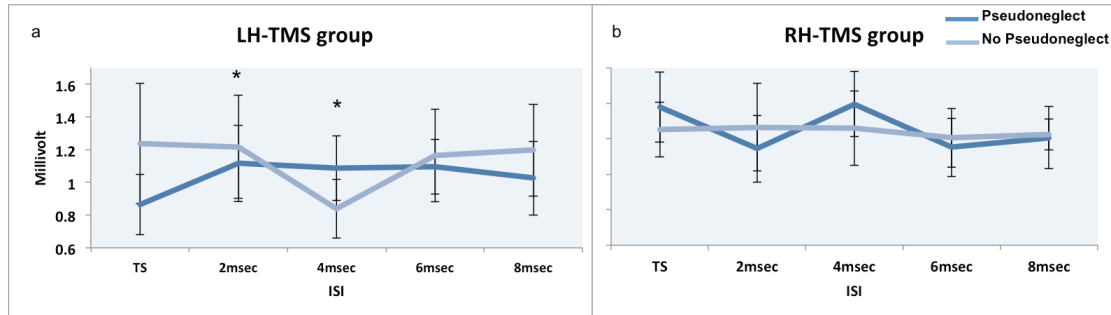 a
LH-TMS group
Millivolt
1.6
1.4
1.2
1
0.8
0.6
*
*
TS 2msec 4msec 6msec 8msec
ISI
b
RH-TMS group
Pseudoneglect
No Pseudoneglect
TS 2msec 4msec 6msec 8msec
ISI